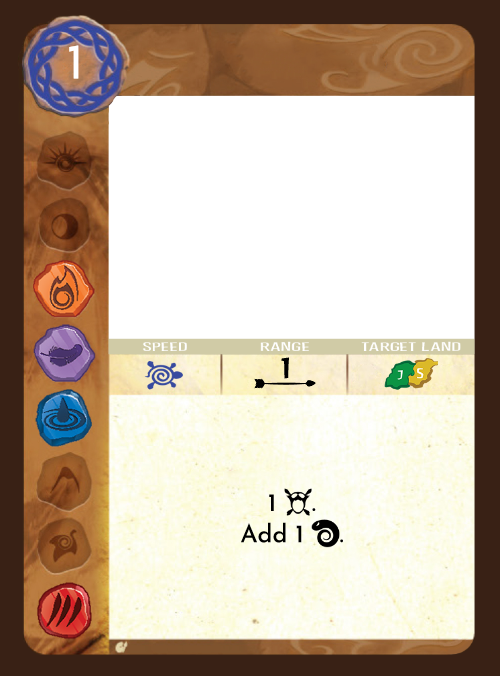 1
SPEED RANGE TARGET LAND
1 J S
1 .
Add 1 .